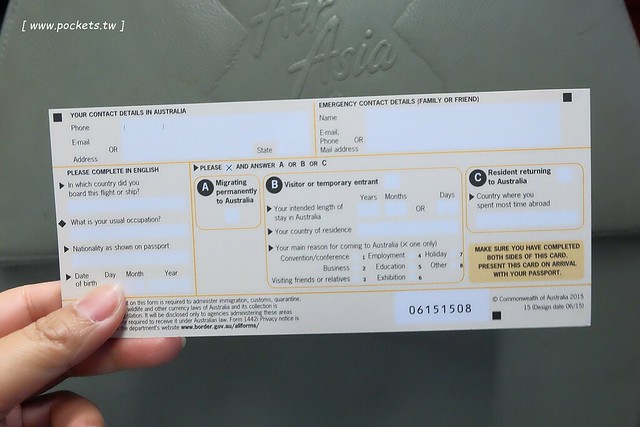 [ www.pockets.tw ]
Air
Asia
YOUR CONTACT DETAILS IN AUSTRALIA
Phone ( )
E-mail
OR
Address
State
EMERGENCY CONTACT DETAILS (FAMILY OR FRIEND)
Name
E-mail,
Phone OR
Mail address
PLEASE COMPLETE IN ENGLISH
In which country did you
board this flight or ship?
What is your usual occupation?
Nationality as shown on passport
Date Day Month Year
of birth
PLEASE X AND ANSWER A OR B OR C
A Migrating
permanently
to Australia
B Visitor or temporary entrant
Years Months Days
Your intended length of
stay in Australia
OR
Your country of residence
Your main reason for coming to Australia (X one only)
Convention/conference 1 Employment 4 Holiday 7
Business 2 Education 5 Other 8
Visiting friends or relatives 3 Exhibition 6
C Resident returning
to Australia
Country where you
spent most time abroad
MAKE SURE YOU HAVE COMPLETED
BOTH SIDES OF THIS CARD.
PRESENT THIS CARD ON ARRIVAL
WITH YOUR PASSPORT.
on this form is required to administer immigration, customs, quarantine,
wildlife and other currency laws of Australia and its collection is
It will be disclosed only to agencies administering these areas
required to receive it under Australian law. Form 1442i Privacy notice is
department's website www.border.gov.au/allforms/
06151508
© Commonwealth of Australia 2015
15 (Design date 06/15)